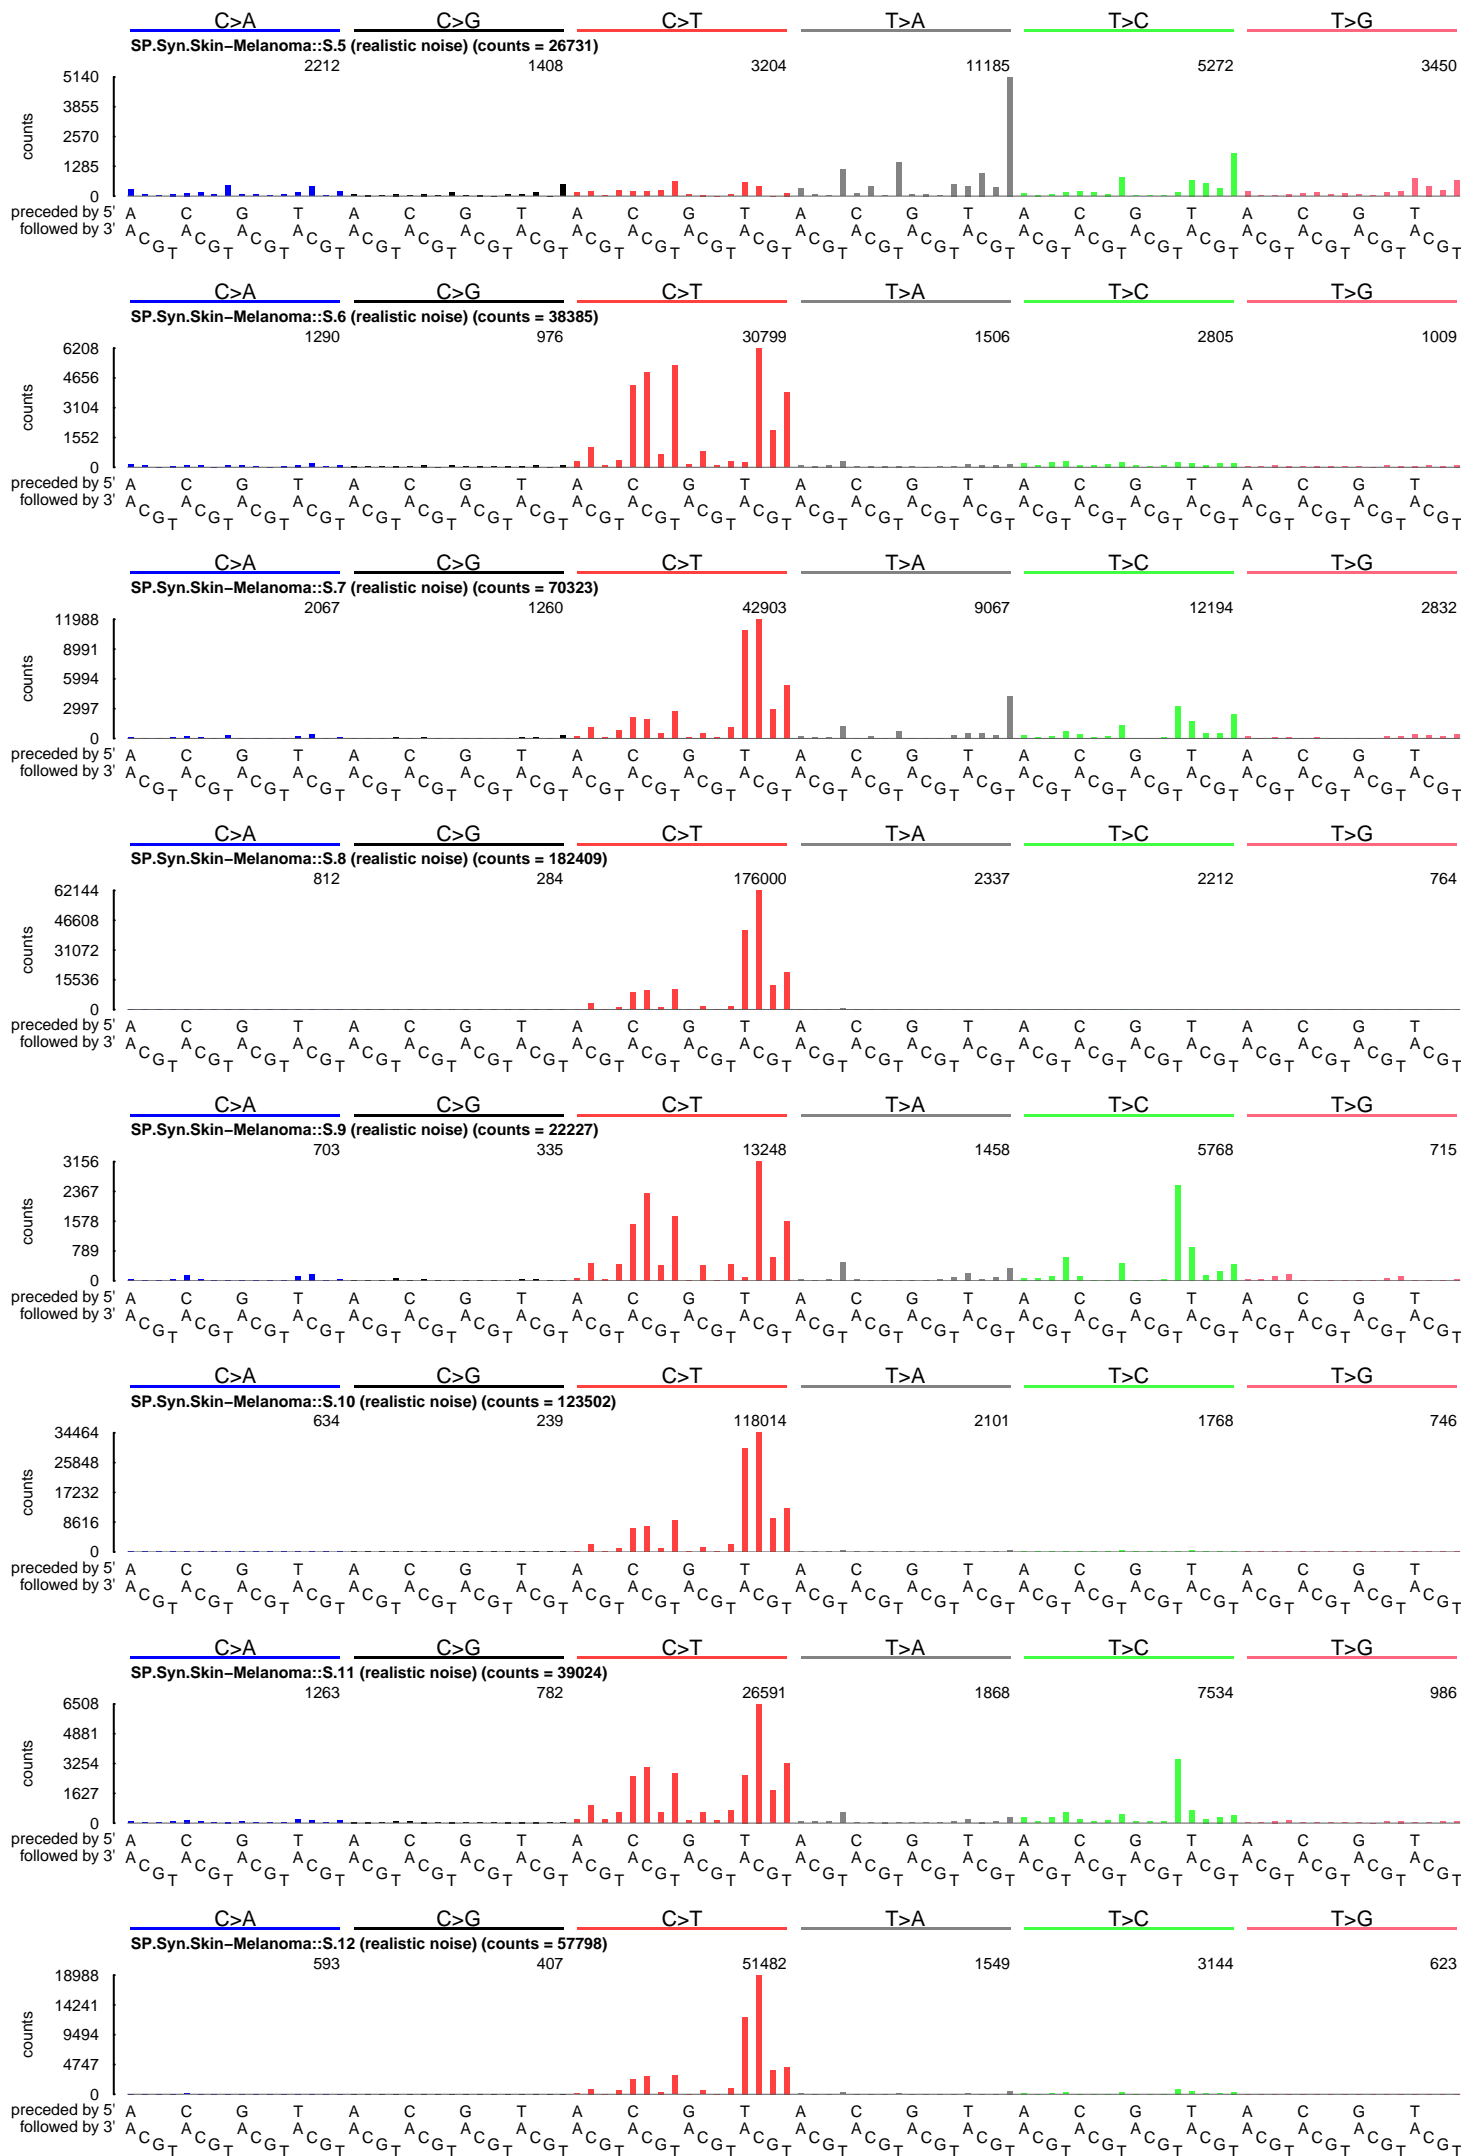 C>A C>G C>T T>A T>C T>G
SP.Syn.Skin−Melanoma::S.5 (realistic noise) (counts = 26731)
2212 1408 3204 11185 5272 3450
5140
3855
2570
1285
0
counts
preceded by 5' A C G T A C G T A C G T A C G T A C G T A C G T
followed by 3' A C G T A C G T A C G T A C G T A C G T A C G T A C G T A C G T A C G T A C G T A C G T A C G T A C G T A C G T A C G T A C G T A C G T A C G T A C G T A C G T A C G T A C G T A C G T A C G T
C>A C>G C>T T>A T>C T>G
SP.Syn.Skin−Melanoma::S.6 (realistic noise) (counts = 38385)
1290 976 30799 1506 2805 1009
6208
4656
3104
1552
0
counts
preceded by 5' A C G T A C G T A C G T A C G T A C G T A C G T
followed by 3' A C G T A C G T A C G T A C G T A C G T A C G T A C G T A C G T A C G T A C G T A C G T A C G T A C G T A C G T A C G T A C G T A C G T A C G T A C G T A C G T A C G T A C G T A C G T A C G T
C>A C>G C>T T>A T>C T>G
SP.Syn.Skin−Melanoma::S.7 (realistic noise) (counts = 70323)
2067 1260 42903 9067 12194 2832
11988
8991
5994
2997
0
counts
preceded by 5' A C G T A C G T A C G T A C G T A C G T A C G T
followed by 3' A C G T A C G T A C G T A C G T A C G T A C G T A C G T A C G T A C G T A C G T A C G T A C G T A C G T A C G T A C G T A C G T A C G T A C G T A C G T A C G T A C G T A C G T A C G T A C G T
C>A C>G C>T T>A T>C T>G
SP.Syn.Skin−Melanoma::S.8 (realistic noise) (counts = 182409)
812 284 176000 2337 2212 764
62144
46608
31072
15536
0
counts
preceded by 5' A C G T A C G T A C G T A C G T A C G T A C G T
followed by 3' A C G T A C G T A C G T A C G T A C G T A C G T A C G T A C G T A C G T A C G T A C G T A C G T A C G T A C G T A C G T A C G T A C G T A C G T A C G T A C G T A C G T A C G T A C G T A C G T
C>A C>G C>T T>A T>C T>G
SP.Syn.Skin−Melanoma::S.9 (realistic noise) (counts = 22227)
703 335 13248 1458 5768 715
3156
2367
1578
789
0
counts
preceded by 5' A C G T A C G T A C G T A C G T A C G T A C G T
followed by 3' A C G T A C G T A C G T A C G T A C G T A C G T A C G T A C G T A C G T A C G T A C G T A C G T A C G T A C G T A C G T A C G T A C G T A C G T A C G T A C G T A C G T A C G T A C G T A C G T
C>A C>G C>T T>A T>C T>G
SP.Syn.Skin−Melanoma::S.10 (realistic noise) (counts = 123502)
634 239 118014 2101 1768 746
34464
25848
17232
8616
0
counts
preceded by 5' A C G T A C G T A C G T A C G T A C G T A C G T
followed by 3' A C G T A C G T A C G T A C G T A C G T A C G T A C G T A C G T A C G T A C G T A C G T A C G T A C G T A C G T A C G T A C G T A C G T A C G T A C G T A C G T A C G T A C G T A C G T A C G T
C>A C>G C>T T>A T>C T>G
SP.Syn.Skin−Melanoma::S.11 (realistic noise) (counts = 39024)
1263 782 26591 1868 7534 986
6508
4881
3254
1627
0
counts
preceded by 5' A C G T A C G T A C G T A C G T A C G T A C G T
followed by 3' A C G T A C G T A C G T A C G T A C G T A C G T A C G T A C G T A C G T A C G T A C G T A C G T A C G T A C G T A C G T A C G T A C G T A C G T A C G T A C G T A C G T A C G T A C G T A C G T
C>A C>G C>T T>A T>C T>G
SP.Syn.Skin−Melanoma::S.12 (realistic noise) (counts = 57798)
593 407 51482 1549 3144 623
18988
14241
9494
4747
0
counts
preceded by 5' A C G T A C G T A C G T A C G T A C G T A C G T
followed by 3' A C G T A C G T A C G T A C G T A C G T A C G T A C G T A C G T A C G T A C G T A C G T A C G T A C G T A C G T A C G T A C G T A C G T A C G T A C G T A C G T A C G T A C G T A C G T A C G T